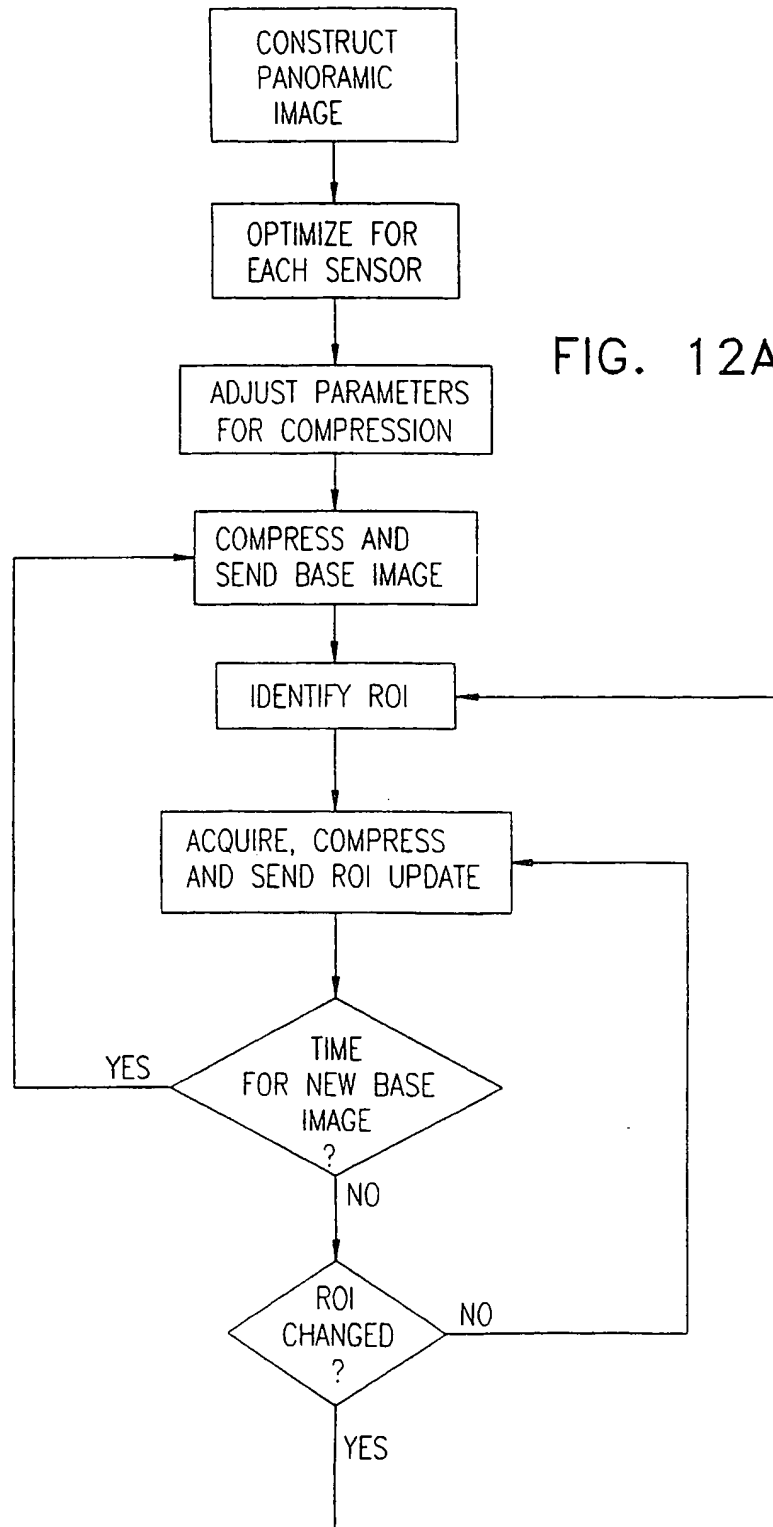 CONSTRUCT
PANORAMIC
IMAGE
OPTIMIZE FOR
EACH SENSOR
FIG. 12A
ADJUST PARAMETERS
FOR COMPRESSION
COMPRESS AND
SEND BASE IMAGE
IDENTIFY ROI
ACQUIRE, COMPRESS
AND SEND ROI UPDATE
YES
TIME
FOR NEW BASE
IMAGE
?
NO
ROI
CHANGED
?
NO
YES